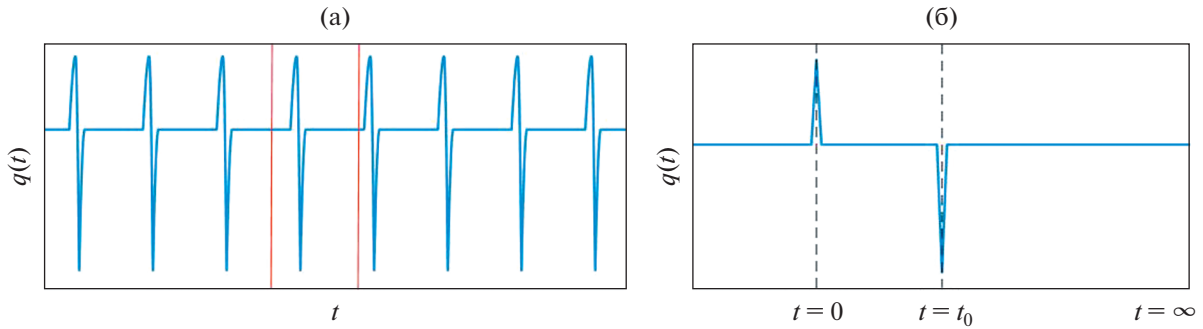 (а)
(б)
q(t)
t
q(t)
t = 0
t = t₀
t = ∞